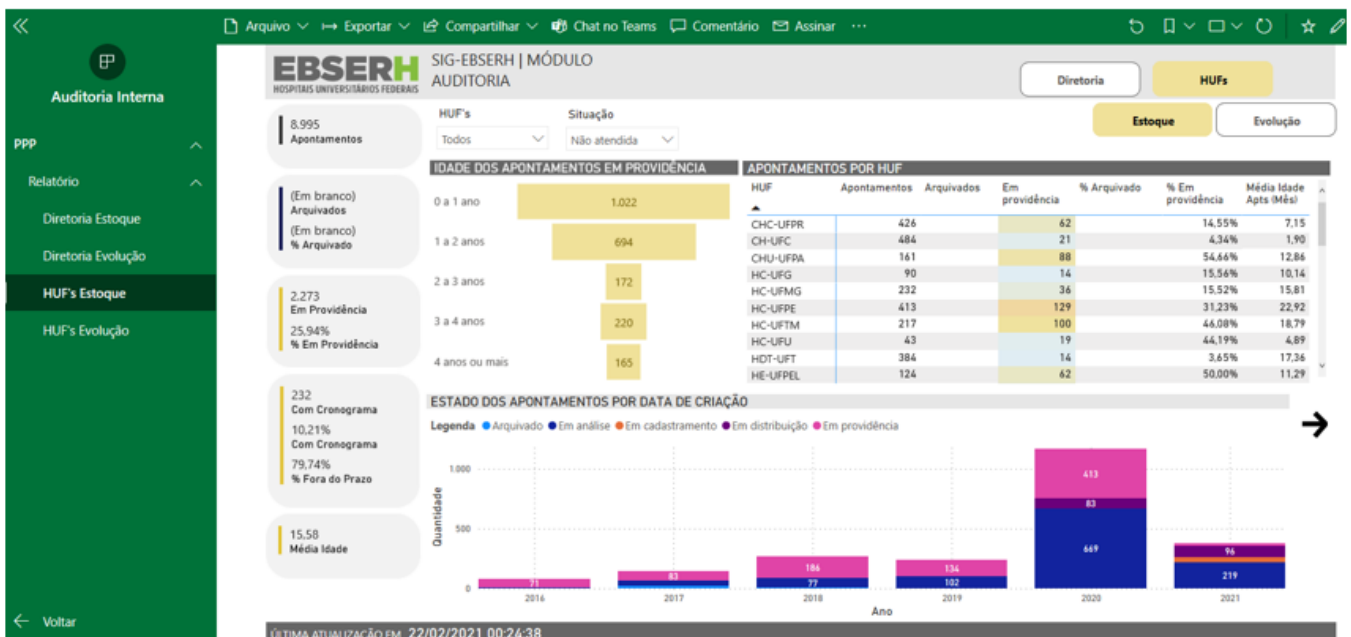 Arquivo Exportar Compartilhar Chat no Teams Comentário Assinar ...
Auditoria Interna
PPP
Relatório
Diretoria Estoque
Diretoria Evolução
HUF's Estoque
HUF's Evolução
Voltar
EBSERH
HOSPITAIS UNIVERSITÁRIOS FEDERAIS
SIG-EBSERH | MÓDULO
AUDITORIA
Diretoria HUFs
Estoque Evolução
HUF's Situação
Todos Não atendida
8.995
Apontamentos
(Em branco)
Arquivados
(Em branco)
% Arquivado
2.273
Em Providência
25,94%
% Em Providência
232
Com Cronograma
10,21%
Com Cronograma
79,74%
% Fora do Prazo
15,58
Média Idade
IDADE DOS APONTAMENTOS EM PROVIDÊNCIA
0 a 1 ano 1.022
1 a 2 anos 694
2 a 3 anos 172
3 a 4 anos 220
4 anos ou mais 165
APONTAMENTOS POR HUF
HUF Apontamentos Arquivados Em providência % Arquivado % Em providência Média Idade Apts (Mês)
CHC-UFPR 426 62 14,55% 7,15
CH-UFC 484 21 4,34% 1,90
CHU-UFPA 161 88 54,66% 12,86
HC-UFG 90 14 15,56% 10,14
HC-UFMG 232 36 15,52% 15,81
HC-UFPE 413 129 31,23% 22,92
HC-UFTM 217 100 46,08% 18,79
HC-UFU 43 19 44,19% 4,89
HDT-UFT 384 14 3,65% 17,36
HE-UFPEL 124 62 50,00% 11,29
ESTADO DOS APONTAMENTOS POR DATA DE CRIAÇÃO
Legenda Arquivado Em análise Em cadastramento Em distribuição Em providência
Quantidade
1.000
500
0
71
83
186
77
134
102
413
83
669
96
219
2016 2017 2018 2019 2020 2021
Ano
ÚLTIMA ATUALIZAÇÃO EM 22/02/2021 00:24:38